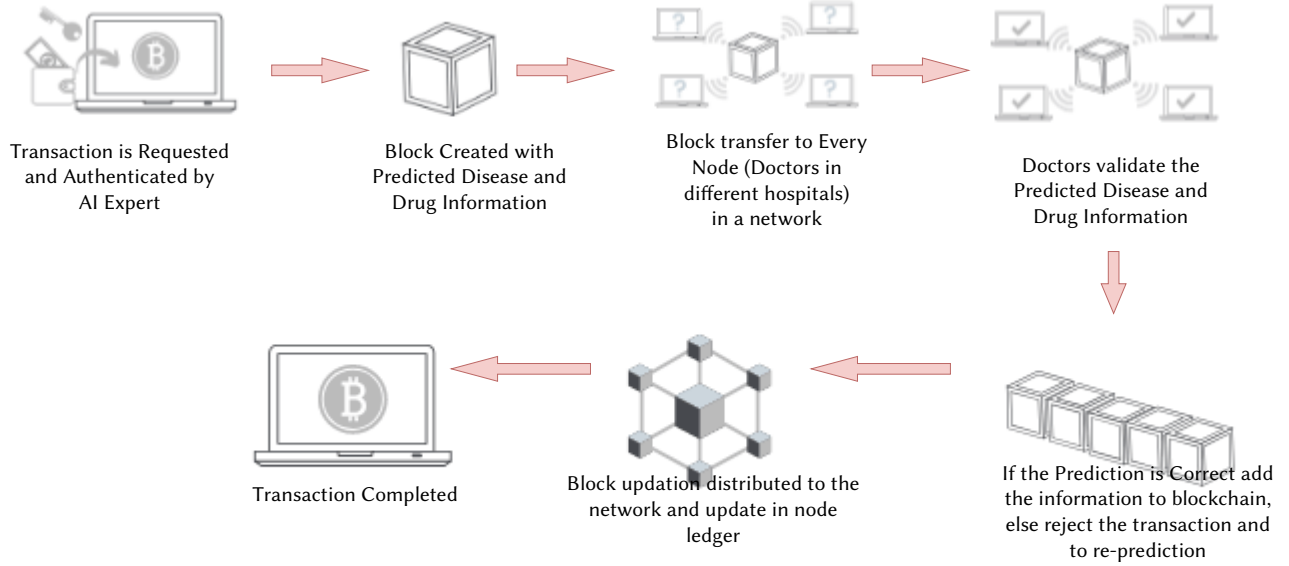 Transaction is Requested
and Authenticated by
AI Expert
Block Created with
Predicted Disease and
Drug Information
Block transfer to Every
Node (Doctors in
different hospitals)
in a network
Doctors validate the
Predicted Disease and
Drug Information
If the Prediction is Correct add
the information to blockchain,
else reject the transaction and
to re-prediction
Block updation distributed to the
network and update in node
ledger
Transaction Completed